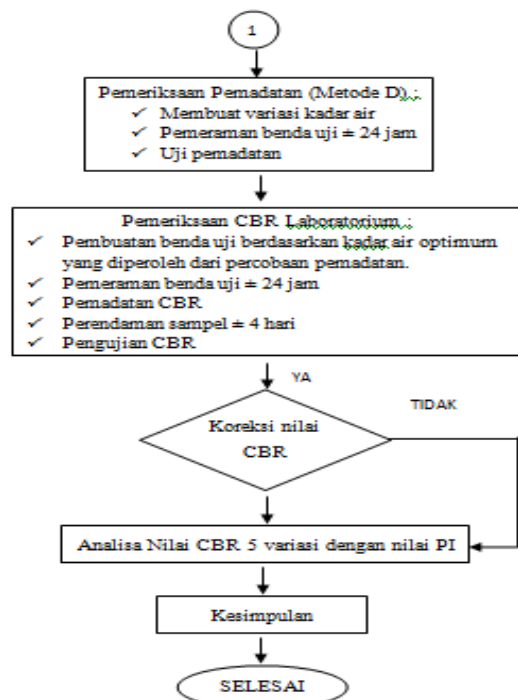 1
Pemeriksaan Pemadatan (Metode D) :
✓ Membuat variasi kadar air
✓ Pemeraman benda uji ± 24 jam
✓ Uji pemadatan
Pemeriksaan CBR Laboratorium :
✓ Pembuatan benda uji berdasarkan kadar air optimum
yang diperoleh dari percobaan pemadatan.
✓ Pemeraman benda uji ± 24 jam
✓ Pemadatan CBR
✓ Perendaman sampel ± 4 hari
✓ Pengujian CBR
YA
TIDAK
Koreksi nilai
CBR
Analisa Nilai CBR 5 variasi dengan nilai PI
Kesimpulan
SELESAI